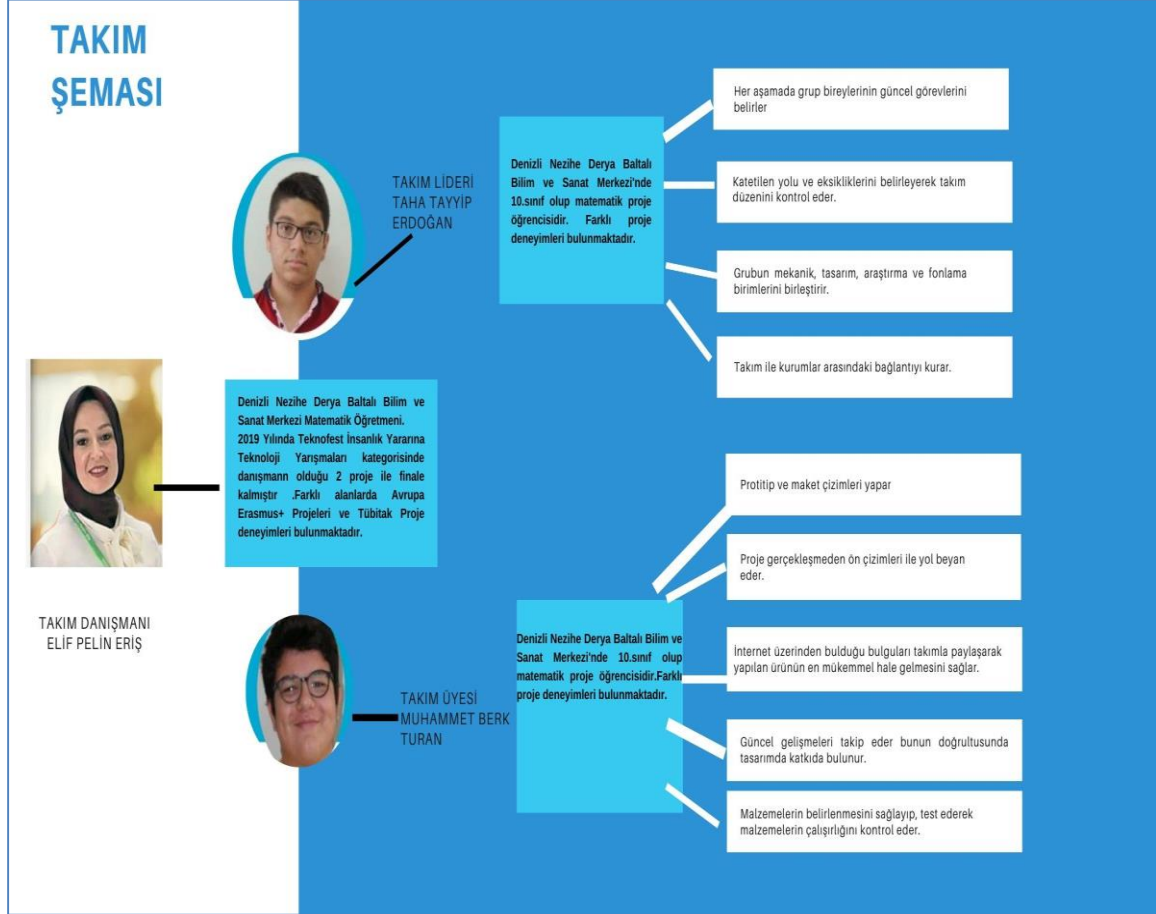 TAKIM
ŞEMASI
TAKIM LİDERİ
TAHA TAYYİP
ERDOĞAN
Denizli Nezihe Derya Baltalı
Bilim ve Sanat Merkezi'nde
10.sınıf olup matematik proje
öğrencisidir. Farklı proje
deneyimleri bulunmaktadır.
Her aşamada grup bireylerinin güncel görevlerini
belirler
Katetilen yolu ve eksikliklerini belirleyerek takım
düzenini kontrol eder.
Grubun mekanik, tasarım, araştırma ve fonlama
birimlerini birleştirir.
Takım ile kurumlar arasındaki bağlantıyı kurar.
TAKIM DANIŞMANI
ELİF PELİN ERİŞ
Denizli Nezihe Derya Baltalı Bilim ve
Sanat Merkezi Matematik Öğretmeni.
2019 Yılında Teknofest İnsanlık Yararına
Teknoloji Yarışmaları kategorisinde
danışmann olduğu 2 proje ile finale
kalmıştır .Farklı alanlarda Avrupa
Erasmus+ Projeleri ve Tübitak Proje
deneyimleri bulunmaktadır.
TAKIM ÜYESİ
MUHAMMET BERK
TURAN
Denizli Nezihe Derya Baltalı Bilim ve
Sanat Merkezi'nde 10.sınıf olup
matematik proje öğrencisidir.Farklı
proje deneyimleri bulunmaktadır.
Protitip ve maket çizimleri yapar
Proje gerçekleşmeden ön çizimleri ile yol beyan
eder.
İnternet üzerinden bulduğu bulguları takımla paylaşarak
yapılan ürünün en mükemmel hale gelmesini sağlar.
Güncel gelişmeleri takip eder bunun doğrultusunda
tasarımda katkıda bulunur.
Malzemelerin belirlenmesini sağlayıp, test ederek
malzemelerin çalışırlığını kontrol eder.